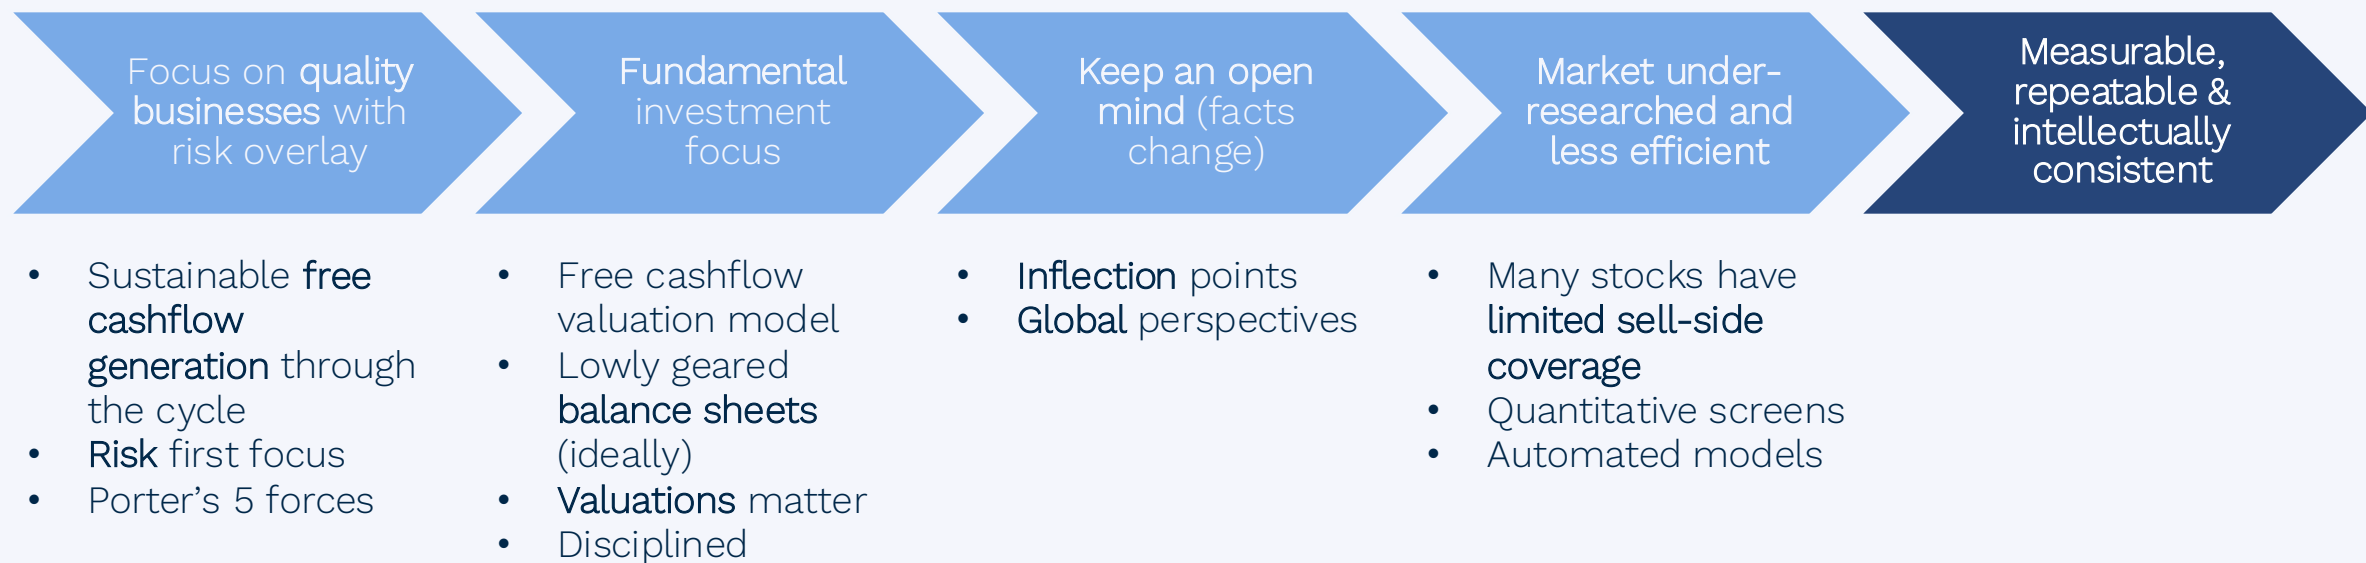 Focus on quality
businesses with
risk overlay
Fundamental
investment
focus
Keep an open
mind (facts
change)
Market under-
researched and
less efficient
Measurable,
repeatable &
intellectually
consistent
• Sustainable free
cashflow
generation through
the cycle
• Risk first focus
• Porter’s 5 forces
• Free cashflow
valuation model
• Lowly geared
balance sheets
(ideally)
• Valuations matter
• Disciplined
• Inflection points
• Global perspectives
• Many stocks have
limited sell-side
coverage
• Quantitative screens
• Automated models